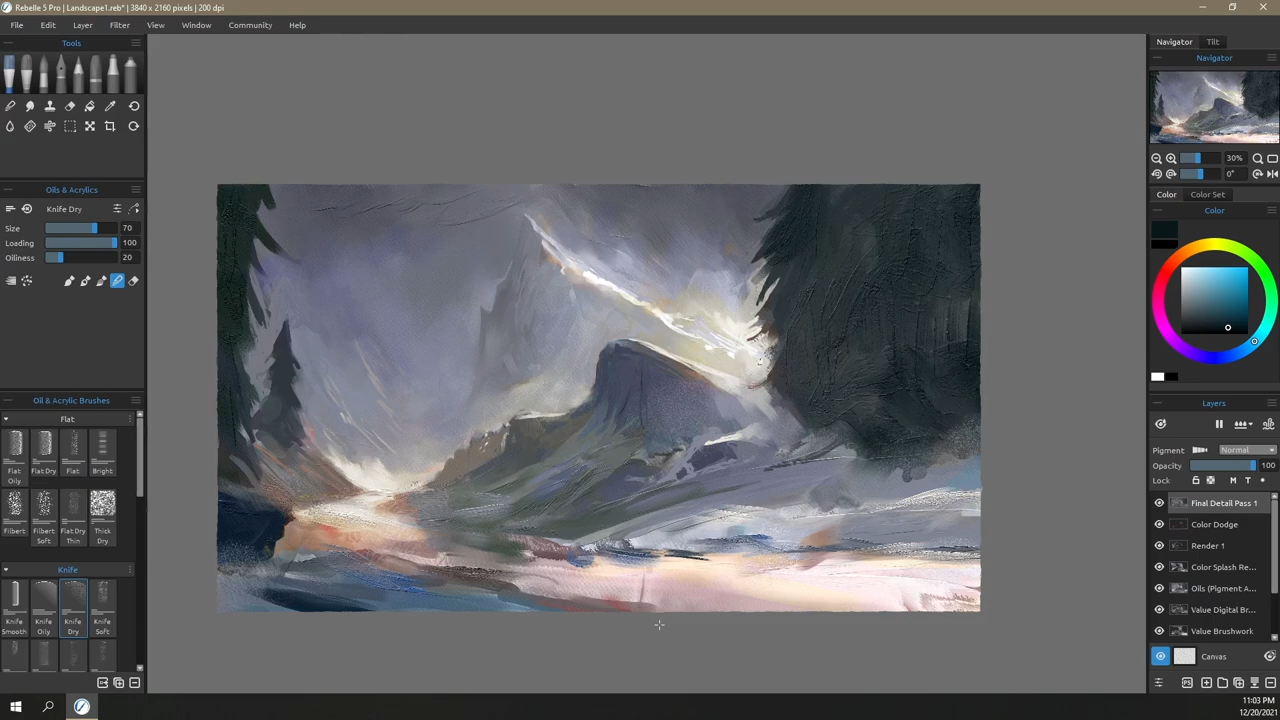 Rebelle 5 Pro | Landscape1.reb* | 3840 x 2160 pixels | 200 dpi
File Edit Layer Filter View Window Community Help
Tools
Oils & Acrylics
Knife Dry
Size 70
Loading 100
Oiliness 20
Oil & Acrylic Brushes
Flat
Flat Oily
Flat Dry
Flat
Bright
Filbert
Filbert Soft
Flat Dry Thin
Thick Dry
Knife
Knife Smooth
Knife Oily
Knife Dry
Knife Soft
Navigator Tilt
Navigator
30%
0°
Color Color Set
Color
Layers
Pigment Normal
Opacity 100
Lock M T
Final Detail Pass 1
Color Dodge
Render 1
Color Splash Re...
Oils (Pigment A...
Value Digital Br...
Value Brushwork
Canvas
PS
11:03 PM
12/20/2021